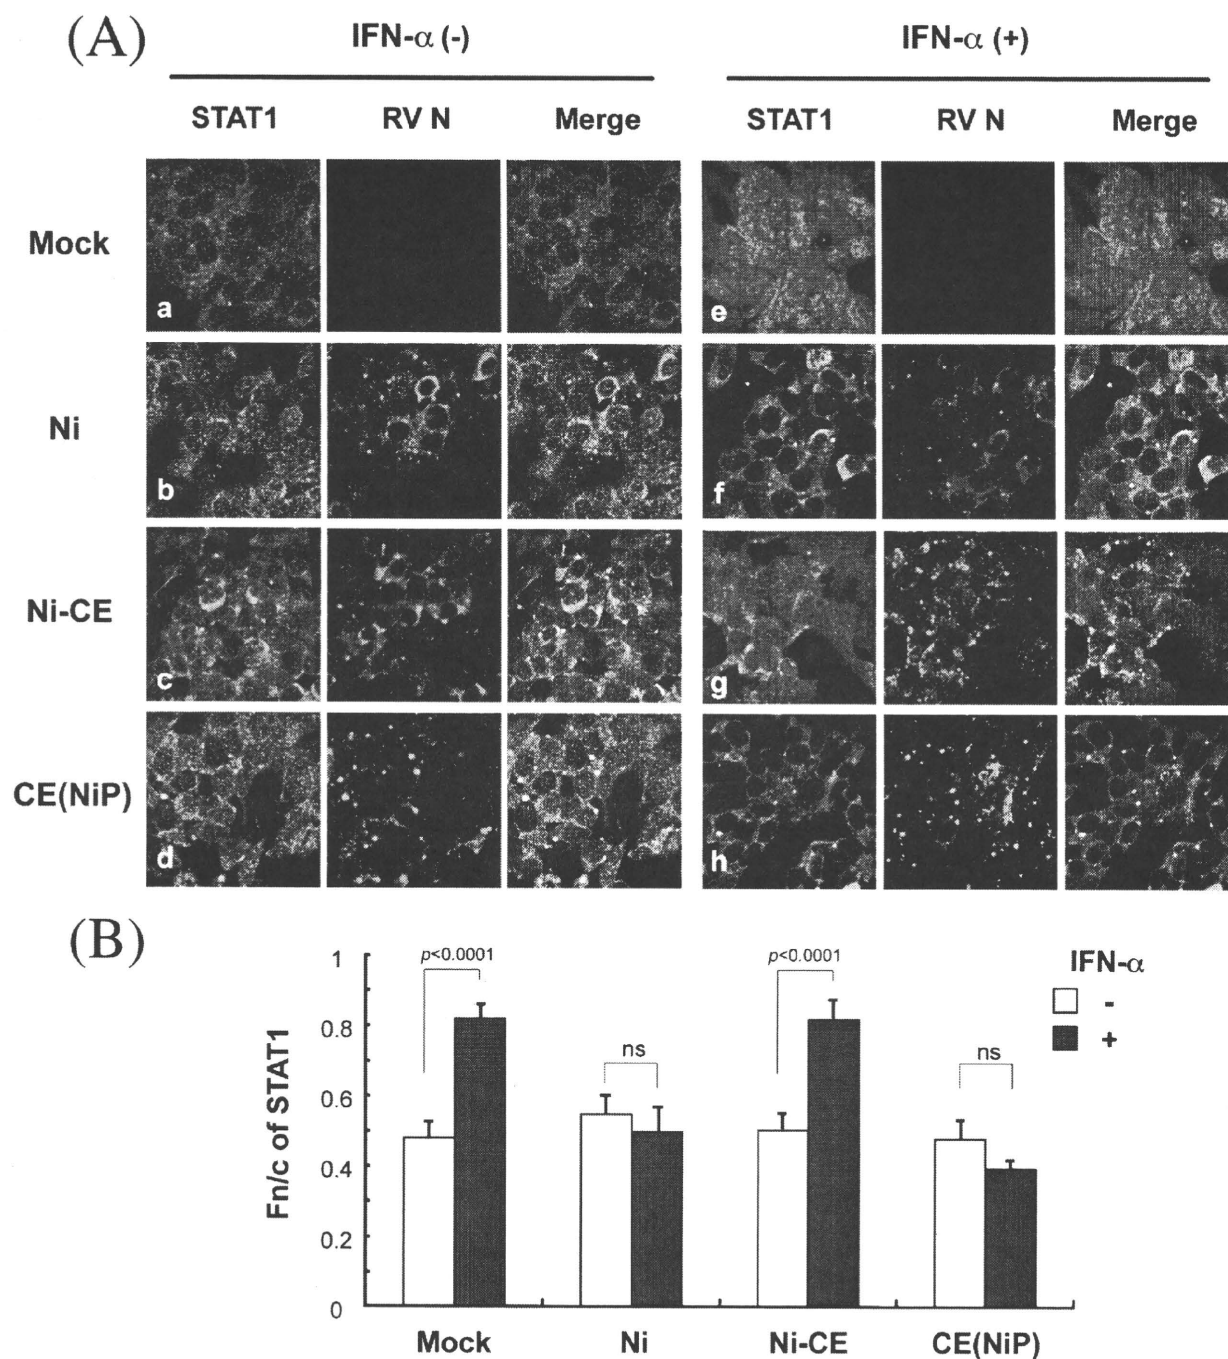 (A)
IFN-α (-) IFN-α (+)
STAT1 RV N Merge STAT1 RV N Merge
Mock
a e
Ni
b f
Ni-CE
c g
CE(NiP)
d h
(B)
Fn/c of STAT1
1
0.8
0.6
0.4
0.2
0
p<0.0001 ns p<0.0001 ns
IFN-α
-
+
Mock Ni Ni-CE CE(NiP)